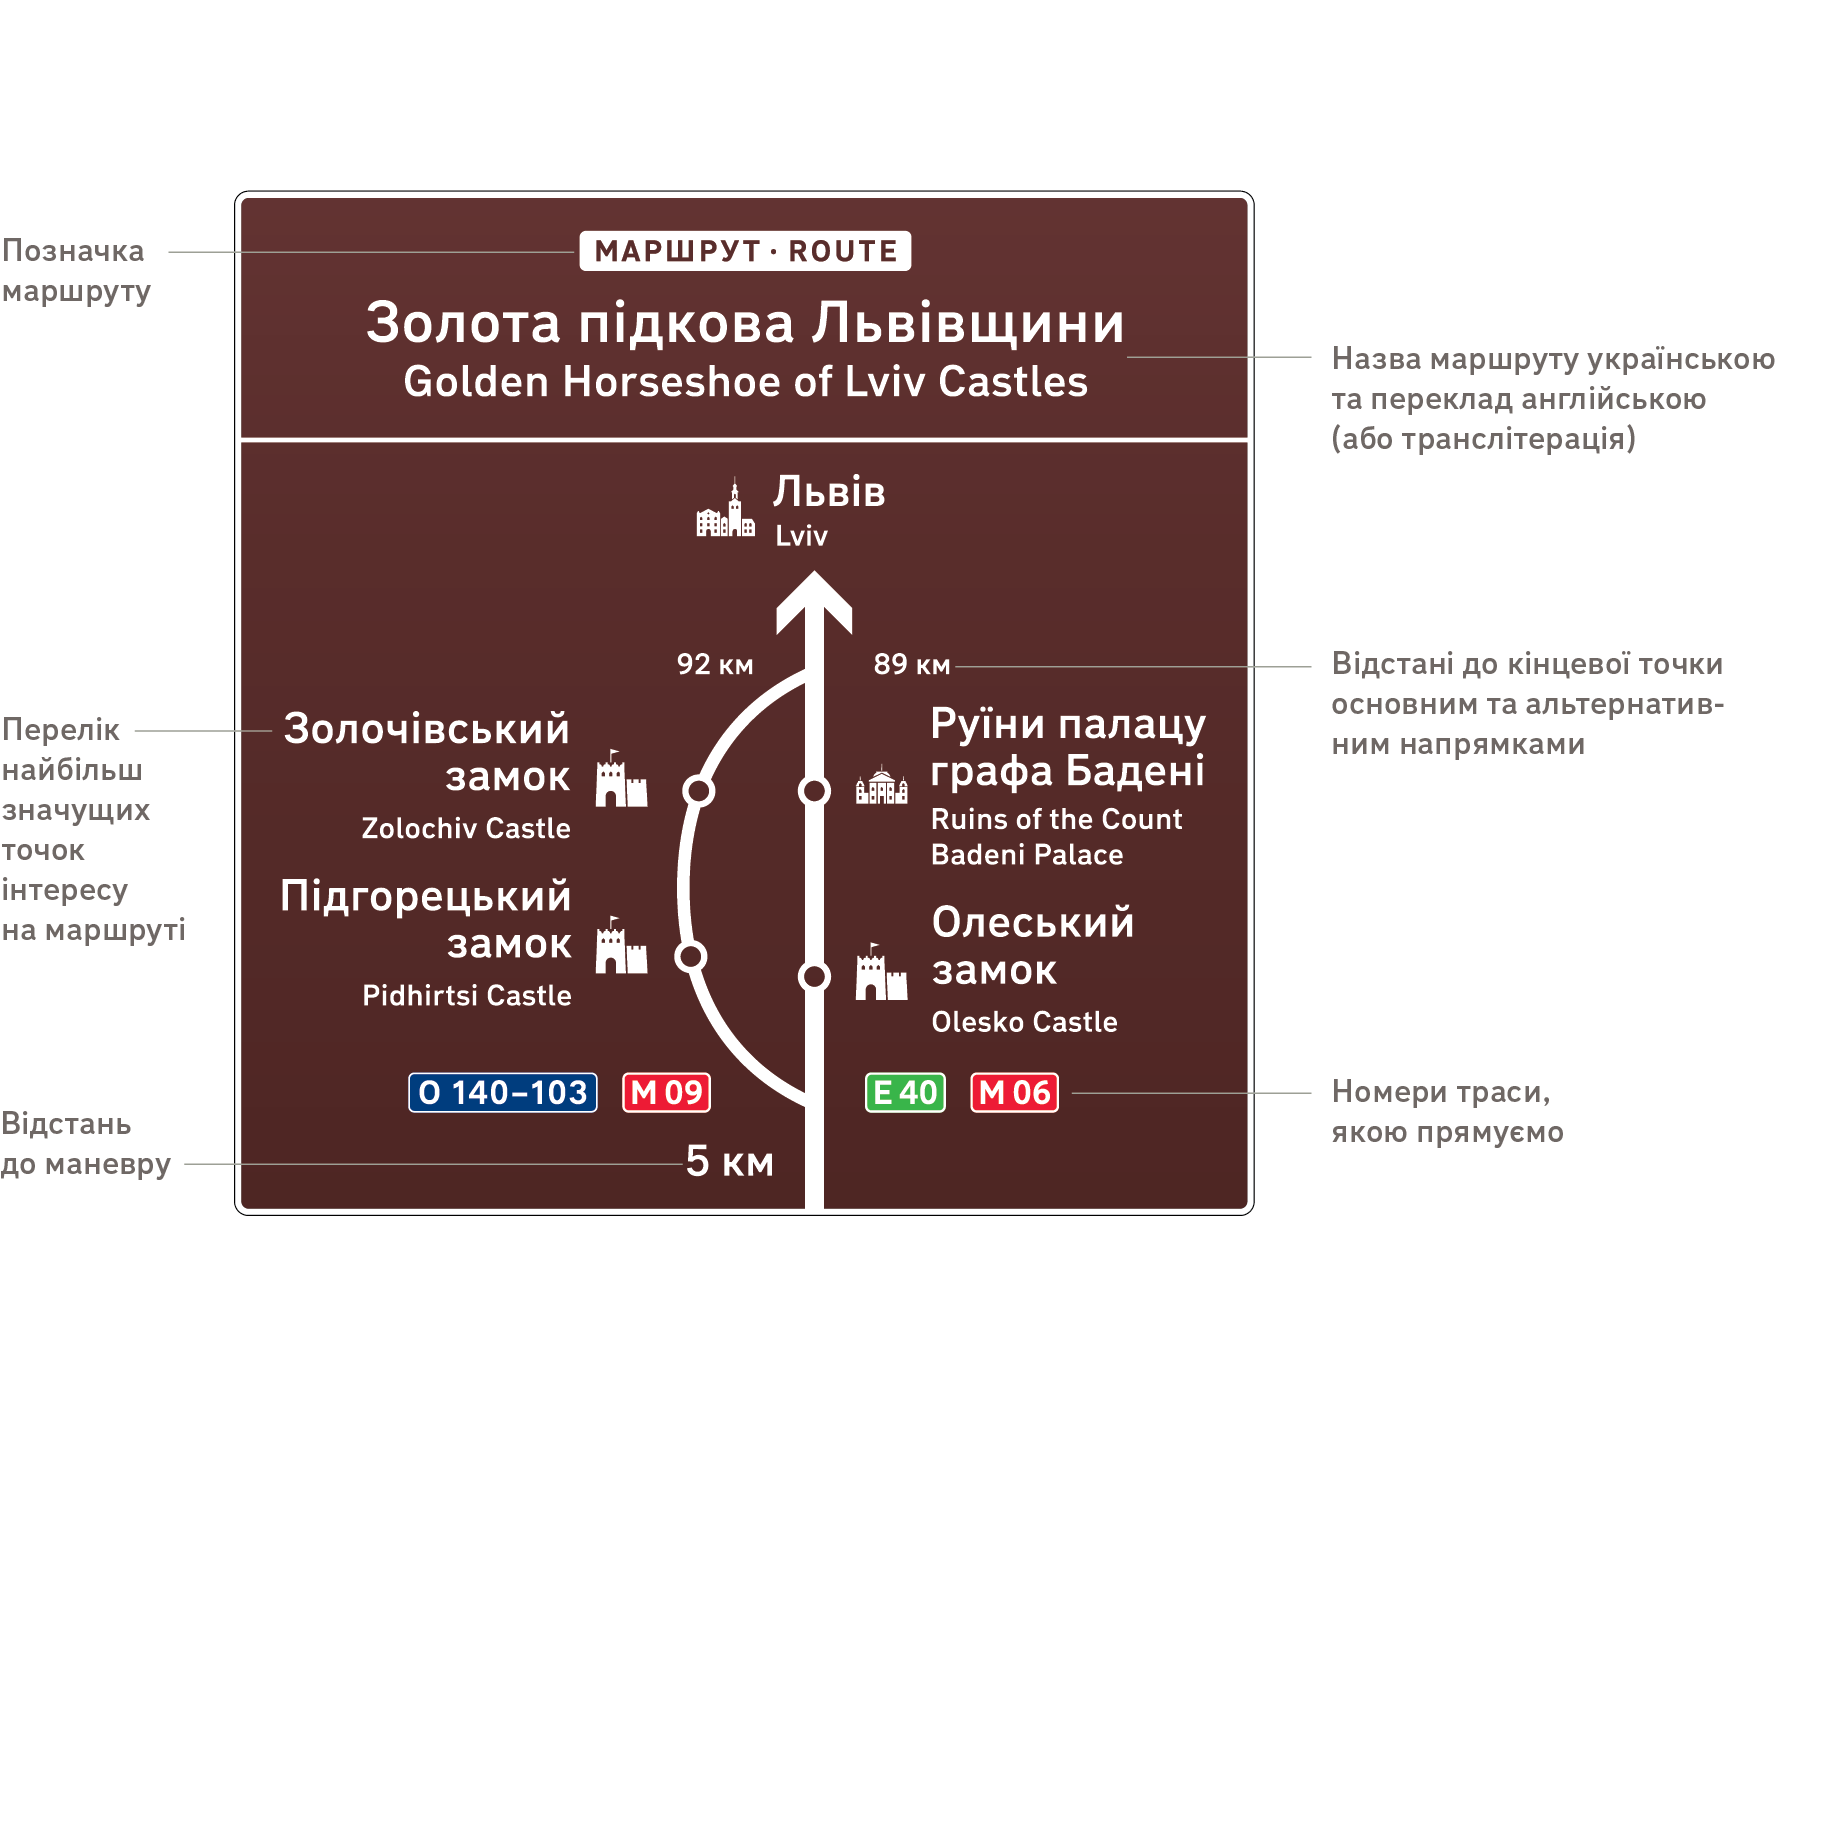 Позначка
маршруту
МАРШРУТ · ROUTE
Золота підкова Львівщини
Golden Horseshoe of Lviv Castles
Назва маршруту українською
та переклад англійською
(або транслітерація)
Львів
Lviv
92 км
89 км
Відстані до кінцевої точки
основним та альтернатив-
ним напрямками
Перелік
найбільш
значущих
точок
інтересу
на маршруті
Золочівський
замок
Zolochiv Castle
Руїни палацу
графа Бадені
Ruins of the Count
Badeni Palace
Підгорецький
замок
Pidhirtsi Castle
Олеський
замок
Olesko Castle
О 140–103
М 09
E 40
М 06
Номери траси,
якою прямуємо
Відстань
до маневру
5 км